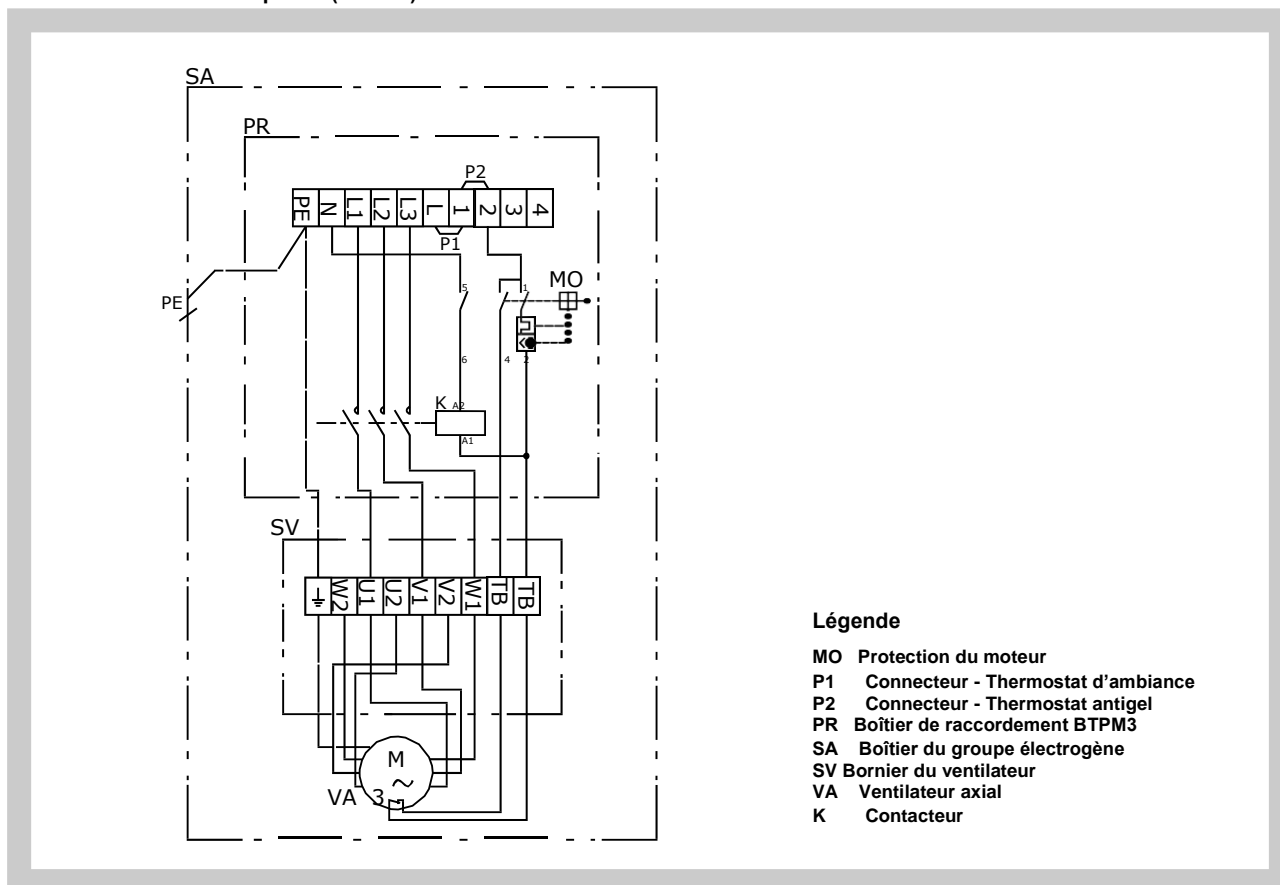 SA
PR
P2
PE N L1 L2 L3 L 1 2 3 4
P1
MO
5 1
PE
6 4 2
K A2
A1
SV
W2 U1 U2 V1 V2 W1 TB TB
M
VA 3
Légende
MO Protection du moteur
P1 Connecteur - Thermostat d’ambiance
P2 Connecteur - Thermostat antigel
PR Boîtier de raccordement BTPM3
SA Boîtier du groupe électrogène
SV Bornier du ventilateur
VA Ventilateur axial
K Contacteur